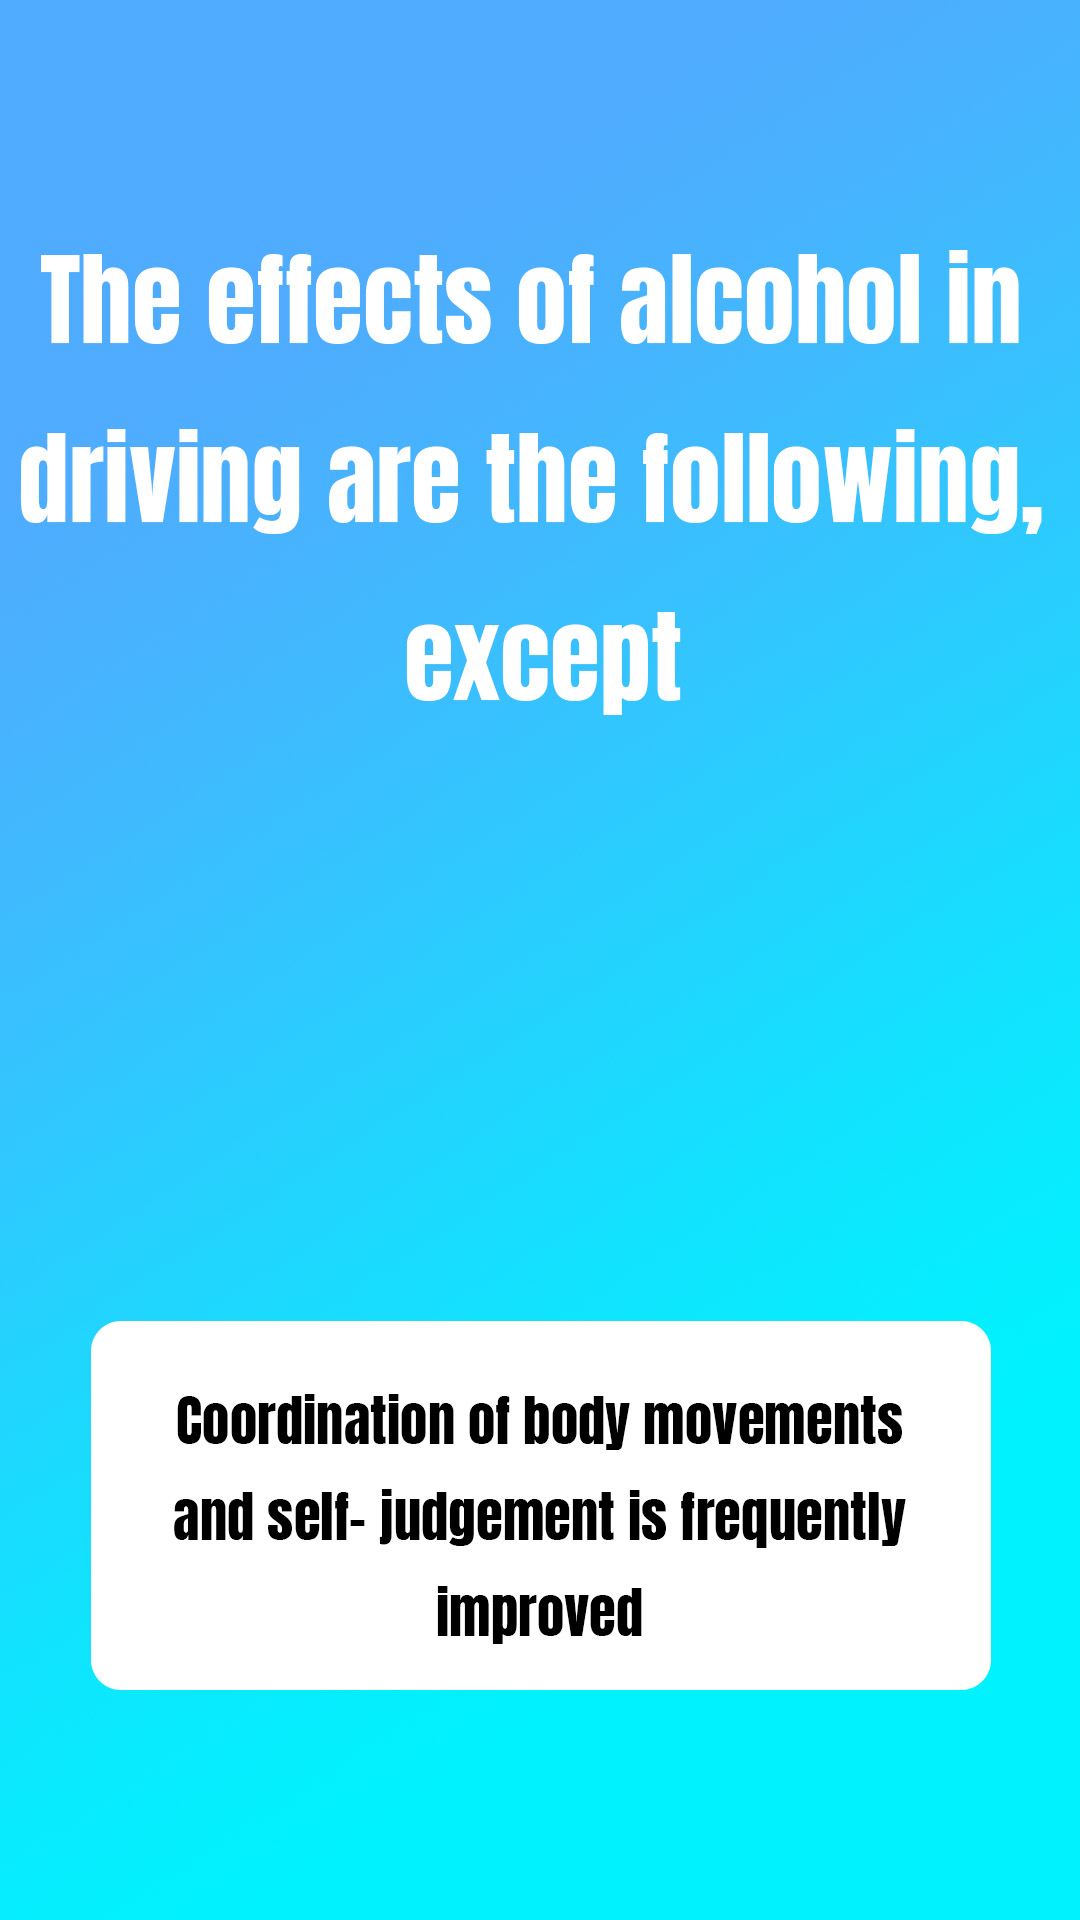 The effects of alcohol in
driving are the following,
except
Coordination of body movements
and self- judgement is frequently
improved